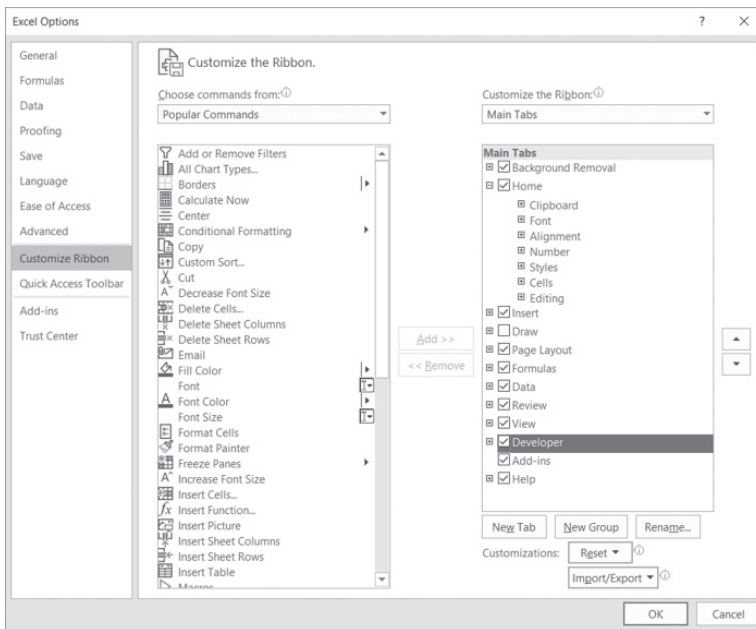 Excel Options
?
General
Formulas
Data
Proofing
Save
Language
Ease of Access
Advanced
Customize Ribbon
Quick Access Toolbar
Add-ins
Trust Center
Customize the Ribbon.
Choose commands from:
Popular Commands
Add or Remove Filters
All Chart Types...
Borders
Calculate Now
Center
Conditional Formatting
Copy
Custom Sort...
Cut
Decrease Font Size
Delete Cells...
Delete Sheet Columns
Delete Sheet Rows
Email
Fill Color
Font
Font Color
Font Size
Format Cells
Format Painter
Freeze Panes
Increase Font Size
Insert Cells...
Insert Function...
Insert Picture
Insert Sheet Columns
Insert Sheet Rows
Insert Table
Macros
Add >>
<< Remove
Customize the Ribbon:
Main Tabs
Main Tabs
Background Removal
Home
Clipboard
Font
Alignment
Number
Styles
Cells
Editing
Insert
Draw
Page Layout
Formulas
Data
Review
View
Developer
Add-ins
Help
New Tab
New Group
Rename...
Customizations:
Reset
Import/Export
OK
Cancel